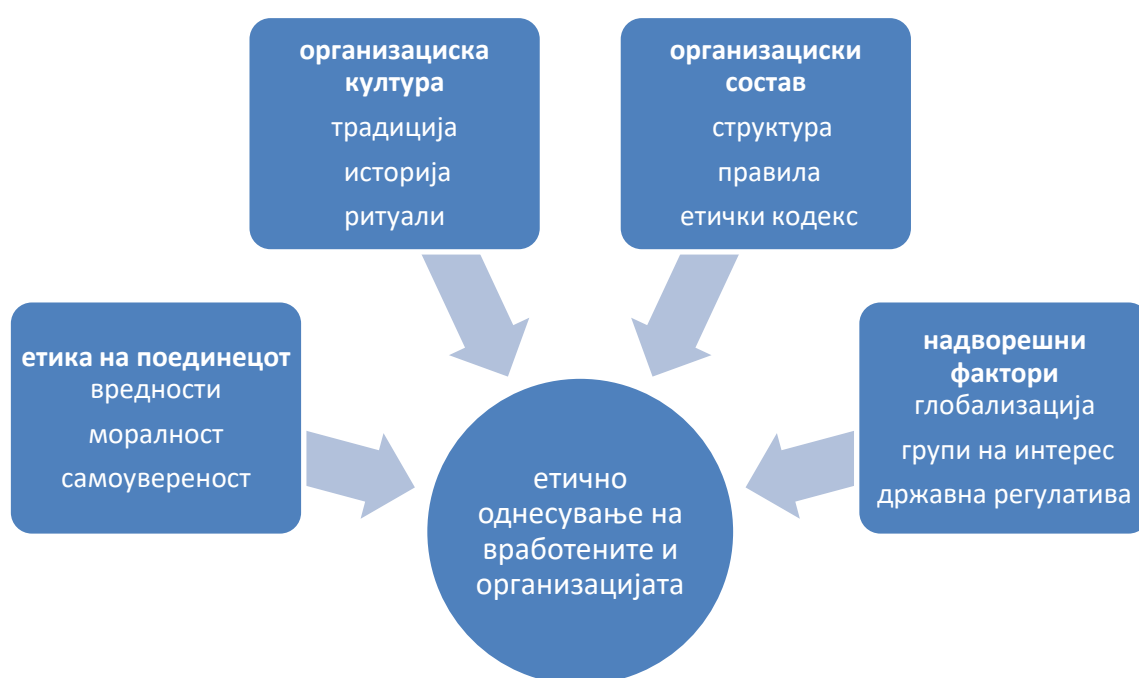 организациска
култура
традиција
историја
ритуали
организациски
состав
структура
правила
етички кодекс
етика на поединецот
вредности
моралност
самоувереност
надворешни
фактори
глобализација
групи на интерес
државна регулатива
етично
однесување на
вработените и
организацијата